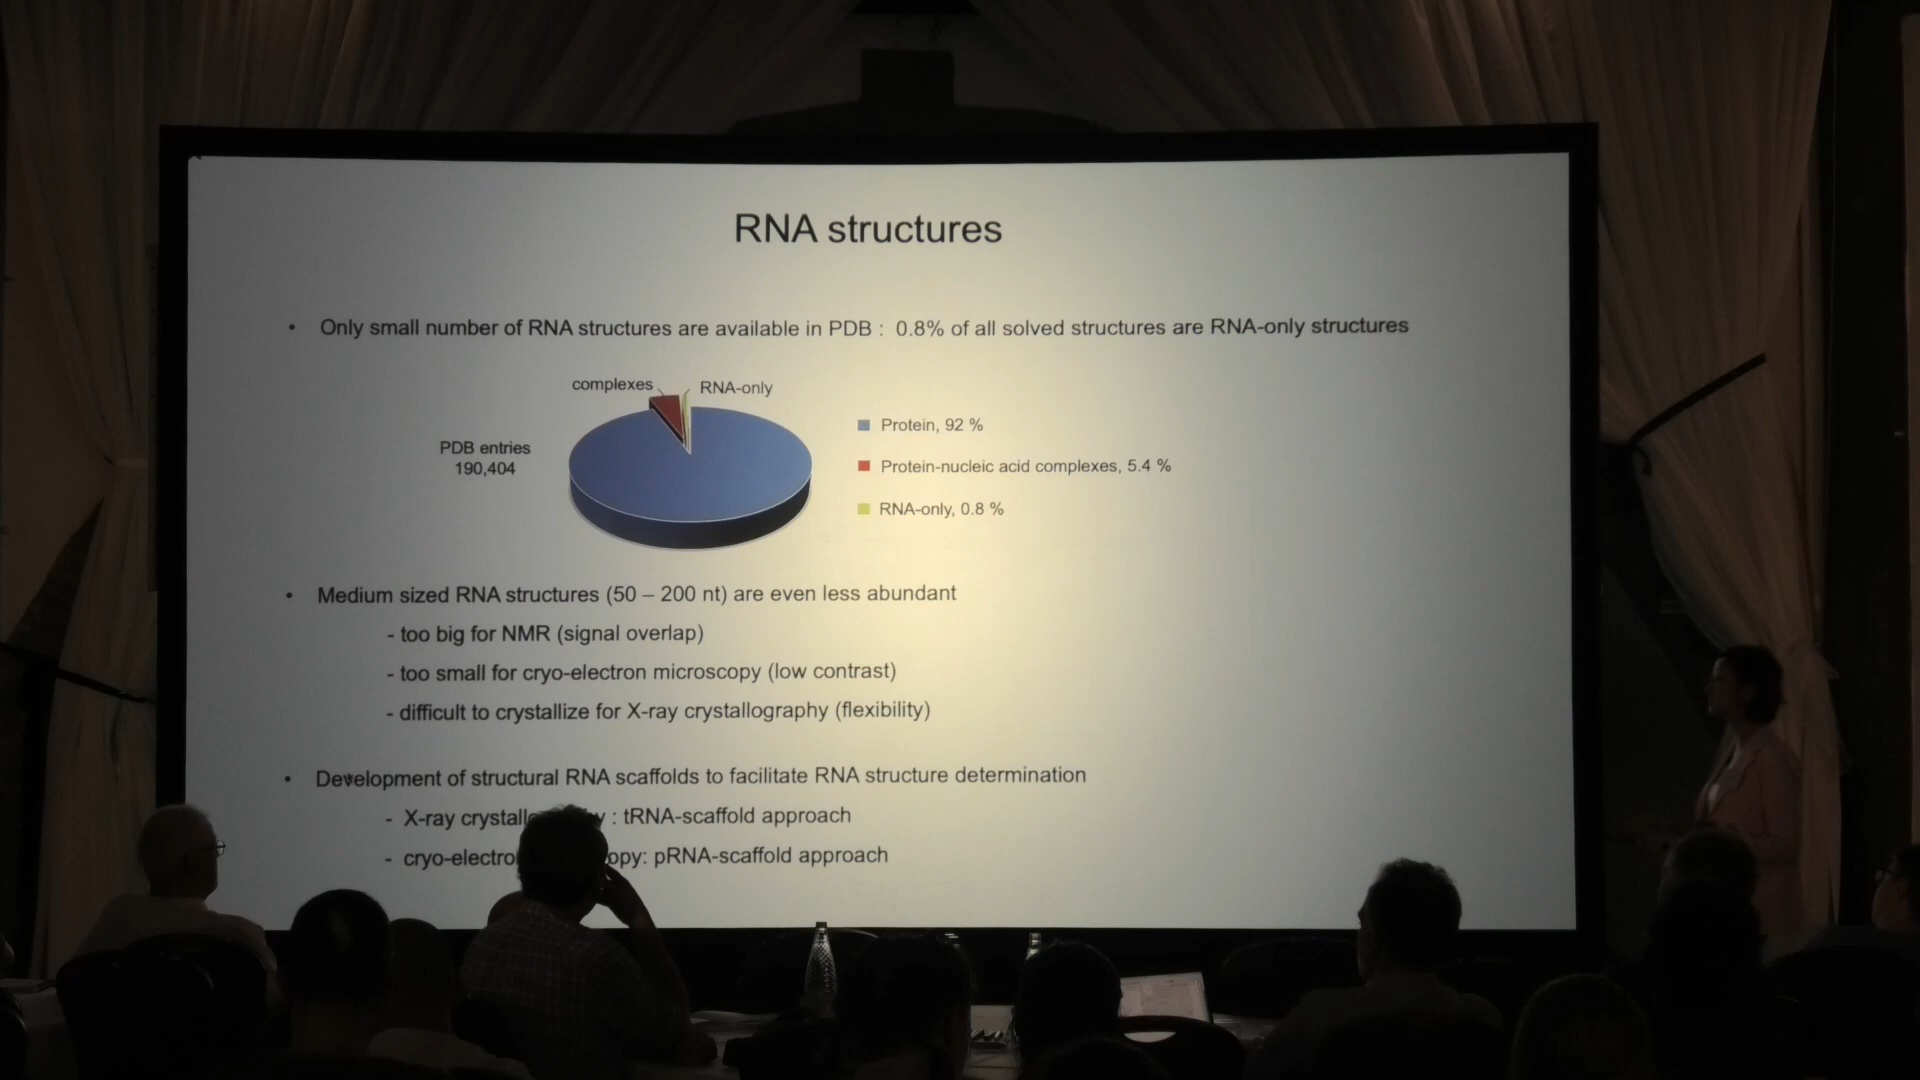 RNA structures
• Only small number of RNA structures are available in PDB : 0.8% of all solved structures are RNA-only structures
complexes
RNA-only
PDB entries
190,404
Protein, 92 %
Protein-nucleic acid complexes, 5.4 %
RNA-only, 0.8 %
• Medium sized RNA structures (50 – 200 nt) are even less abundant
- too big for NMR (signal overlap)
- too small for cryo-electron microscopy (low contrast)
- difficult to crystallize for X-ray crystallography (flexibility)
• Development of structural RNA scaffolds to facilitate RNA structure determination
- X-ray : tRNA-scaffold approach
- pRNA-scaffold approach